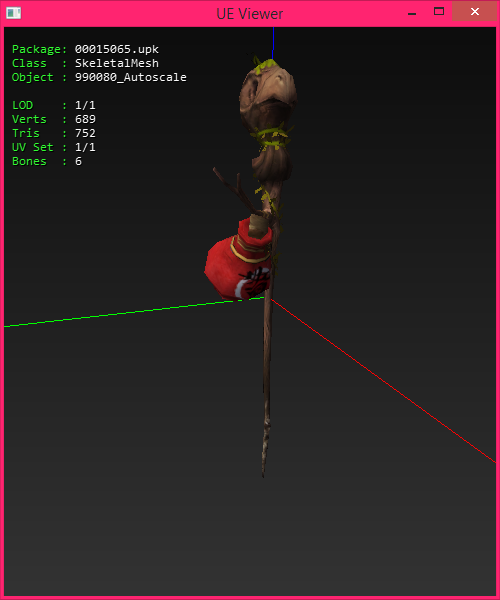 UE Viewer
Package: 00015065.upk
Class : SkeletalMesh
Object : 990080_Autoscale
LOD : 1/1
Verts : 689
Tris : 752
UV Set : 1/1
Bones : 6